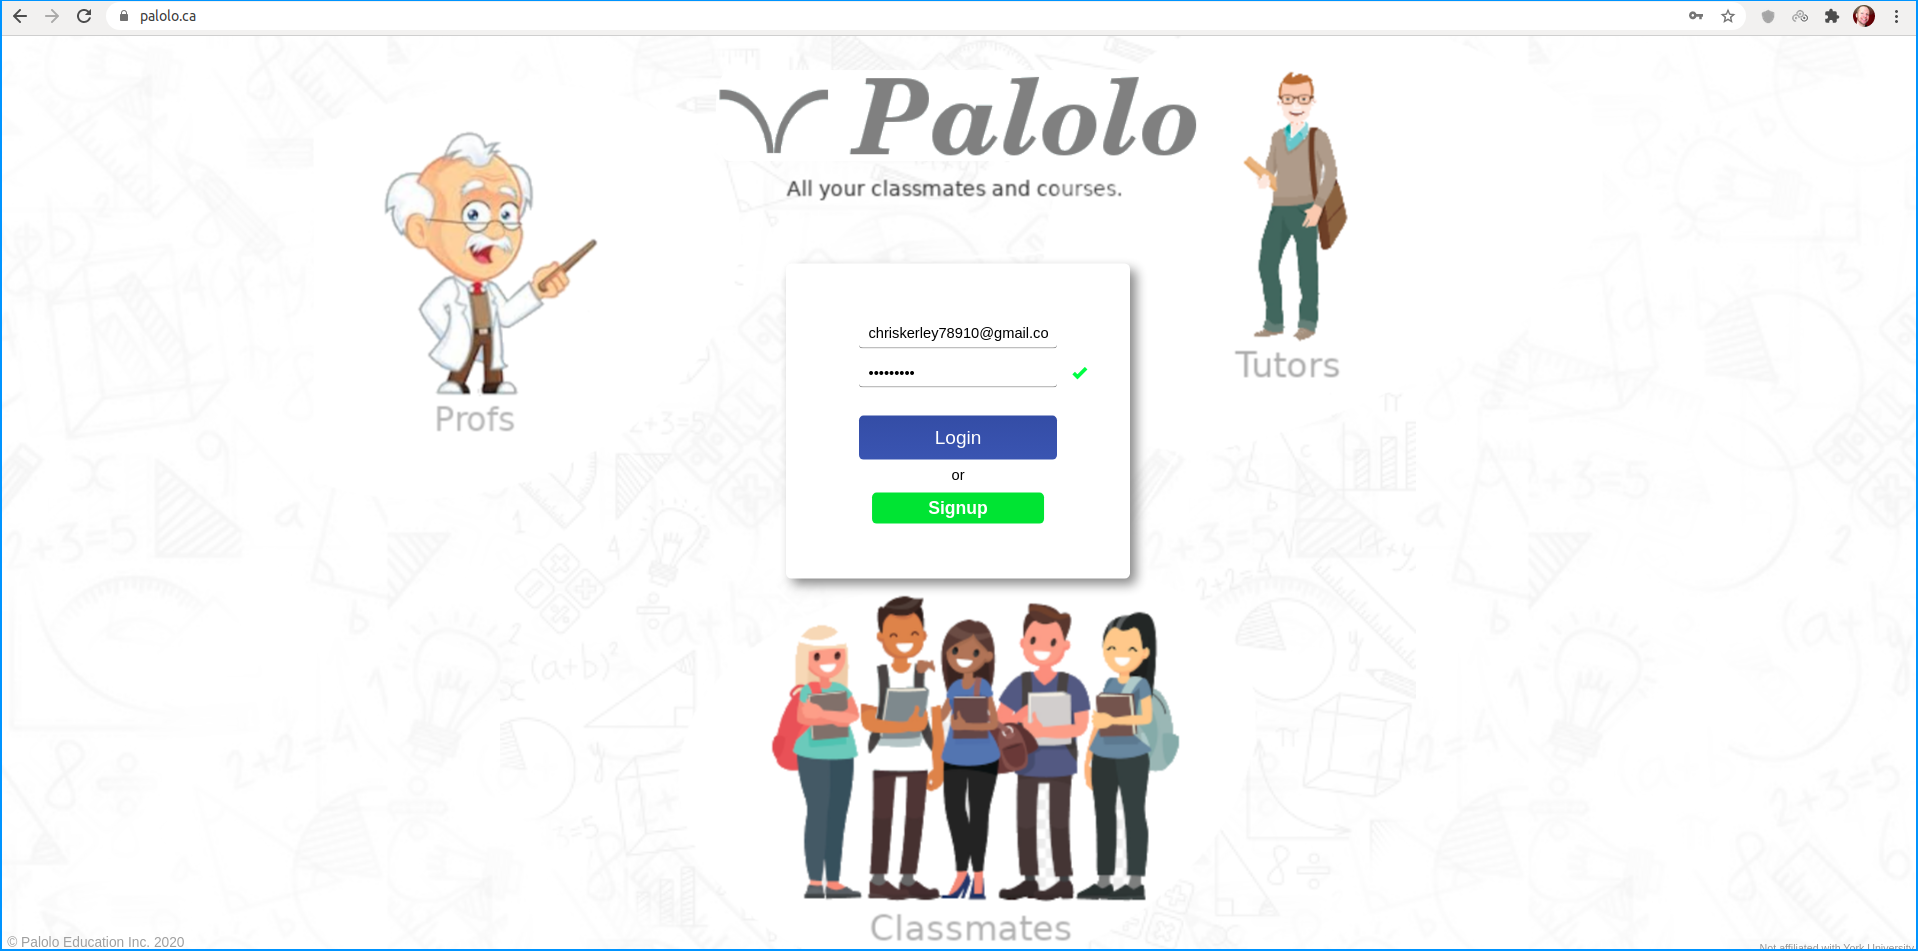 palolo.ca
Palolo
All your classmates and courses.
Profs
Tutors
chriskerley78910@gmail.co
•••••••••
Login
or
Signup
Classmates
© Palolo Education Inc. 2020
Not affiliated with York University